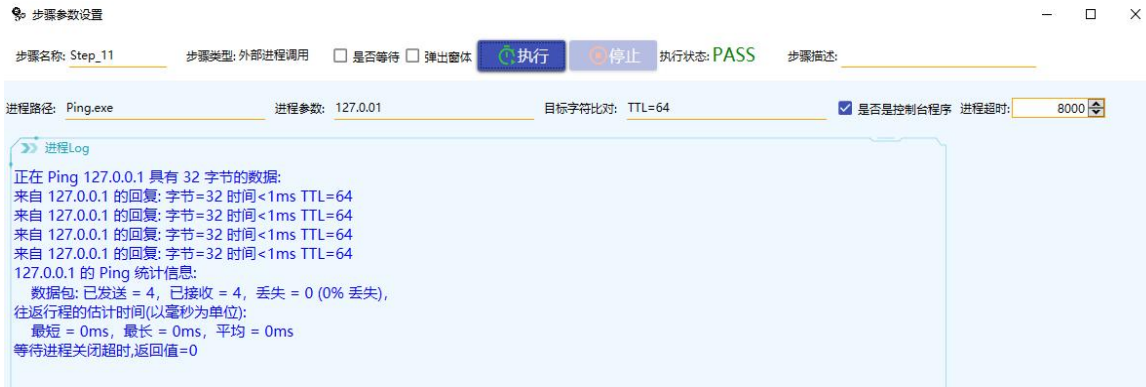 步骤参数设置
步骤名称: Step_11 步骤类型: 外部进程调用 是否等待 弹出窗体 执行 停止 执行状态: PASS 步骤描述:
进程路径: Ping.exe 进程参数: 127.0.01 目标字符比对: TTL=64 是否是控制台程序 进程超时: 8000
进程Log
正在 Ping 127.0.0.1 具有 32 字节的数据:
来自 127.0.0.1 的回复: 字节=32 时间<1ms TTL=64
来自 127.0.0.1 的回复: 字节=32 时间<1ms TTL=64
来自 127.0.0.1 的回复: 字节=32 时间<1ms TTL=64
来自 127.0.0.1 的回复: 字节=32 时间<1ms TTL=64
127.0.0.1 的 Ping 统计信息:
数据包: 已发送 = 4，已接收 = 4，丢失 = 0 (0% 丢失)，
往返行程的估计时间(以毫秒为单位):
最短 = 0ms，最长 = 0ms，平均 = 0ms
等待进程关闭超时,返回值=0